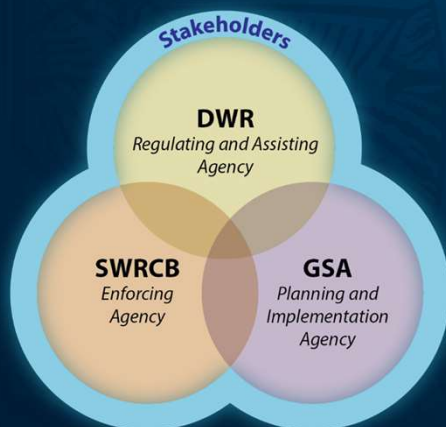 Stakeholders
DWR
Regulating and Assisting
Agency
SWRCB
Enforcing
Agency
GSA
Planning and
Implementation
Agency